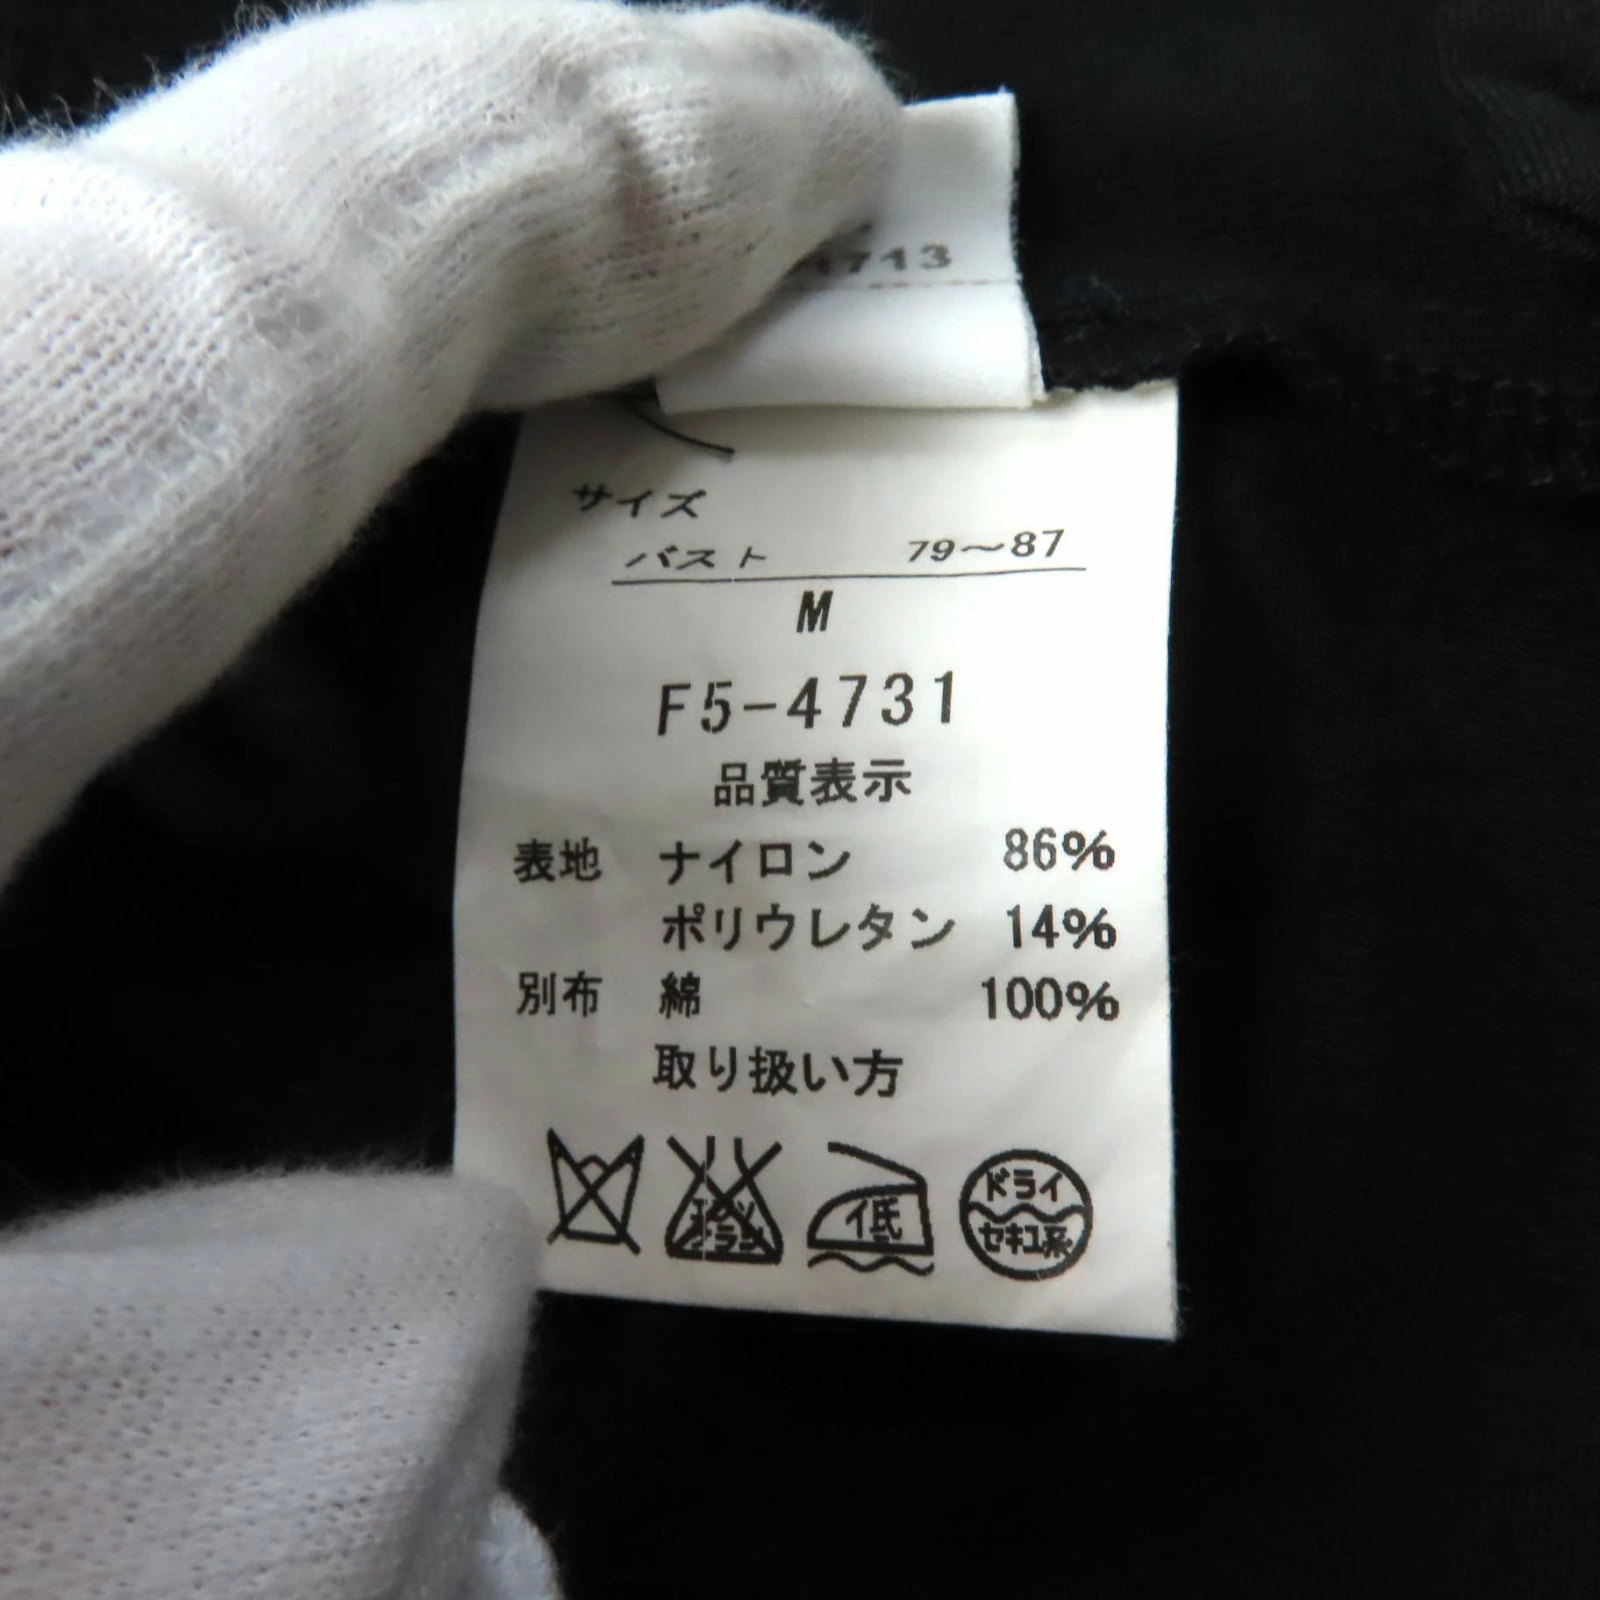 1713
サイズ
バスト 79～87
M
F5-4731
品質表示
表地 ナイロン 86%
ポリウレタン 14%
別布 綿 100%
取り扱い方
低
ドライ
セキユ系